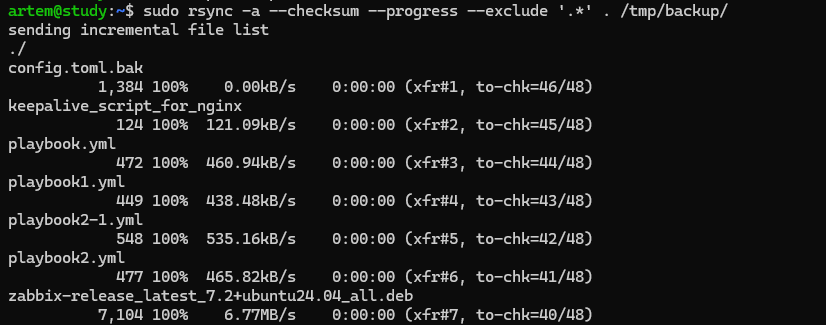 artem@study:~$ sudo rsync -a --checksum --progress --exclude '.*' . /tmp/backup/
sending incremental file list
./
config.toml.bak
1,384 100% 0.00kB/s 0:00:00 (xfr#1, to-chk=46/48)
keepalive_script_for_nginx
124 100% 121.09kB/s 0:00:00 (xfr#2, to-chk=45/48)
playbook.yml
472 100% 460.94kB/s 0:00:00 (xfr#3, to-chk=44/48)
playbook1.yml
449 100% 438.48kB/s 0:00:00 (xfr#4, to-chk=43/48)
playbook2-1.yml
548 100% 535.16kB/s 0:00:00 (xfr#5, to-chk=42/48)
playbook2.yml
477 100% 465.82kB/s 0:00:00 (xfr#6, to-chk=41/48)
zabbix-release_latest_7.2+ubuntu24.04_all.deb
7,104 100% 6.77MB/s 0:00:00 (xfr#7, to-chk=40/48)